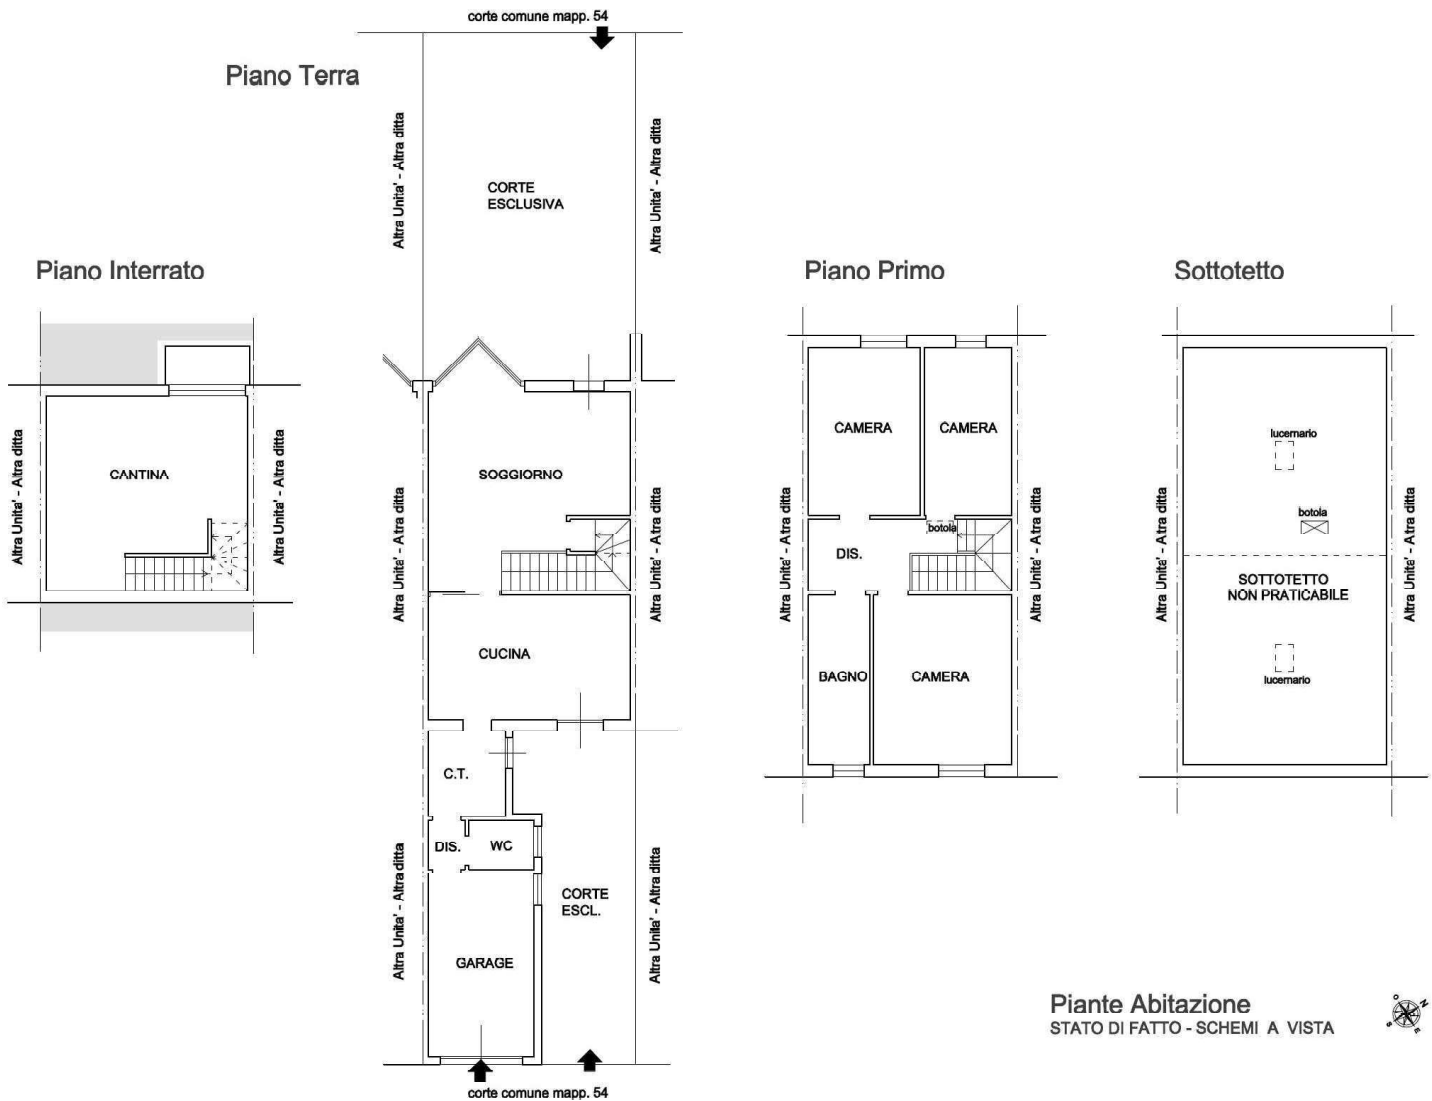 corte comune mapp. 54
Piano Terra
Altra Unita' - Altra ditta
Altra Unita' - Altra ditta
CORTE
ESCLUSIVA
Piano Interrato
Piano Primo
Sottotetto
CAMERA
CAMERA
lucernario
Altra Unita' - Altra ditta
CANTINA
Altra Unita' - Altra ditta
Altra Unita' - Altra ditta
SOGGIORNO
Altra Unita' - Altra ditta
Altra Unita' - Altra ditta
botola
DIS.
Altra Unita' - Altra ditta
Altra Unita' - Altra ditta
botola
SOTTOTETTO
NON PRATICABILE
Altra Unita' - Altra ditta
CUCINA
BAGNO
CAMERA
lucernario
C.T.
DIS.
WC
Altra Unita' - Altra ditta
CORTE
ESCL.
Altra Unita' - Altra ditta
GARAGE
Piante Abitazione
STATO DI FATTO - SCHEMI A VISTA
O
N
S
E
corte comune mapp. 54